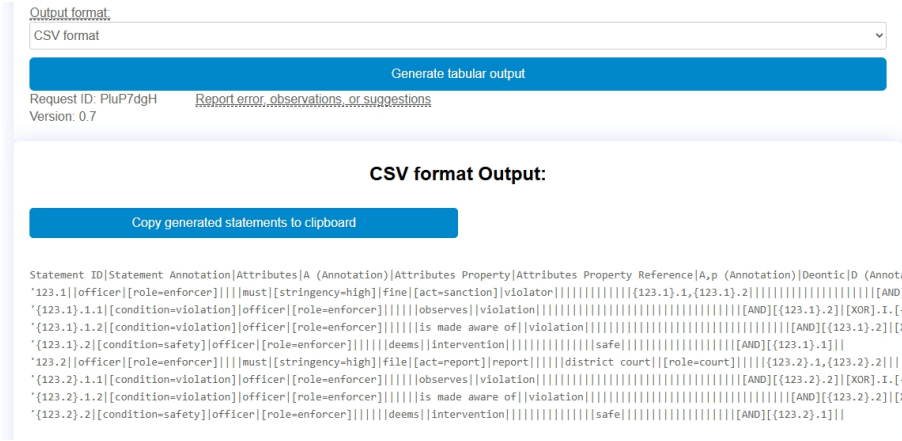 Output format:
CSV format
Generate tabular output
Request ID: PluP7dgH Report error, observations, or suggestions
Version: 0.7
CSV format Output:
Copy generated statements to clipboard
Statement ID|Statement Annotation|Attributes|A (Annotation)|Attributes Property|Attributes Property Reference|A,p (Annotation)|Deontic|D (Annota
'123.1||officer|[role=enforcer]||||must|[stringency=high]|fine|[act=sanction]|violator|||||||||||||{123.1}.1,{123.1}.2|||||||||||||||||||||[AND
'{123.1}.1.1|[condition=violation]|officer|[role=enforcer]||||||observes||violation|||||||||||||||||||||||||||||||||[AND][{123.1}.2]|[XOR].I.[
'{123.1}.1.2|[condition=violation]|officer|[role=enforcer]||||||is made aware of||violation|||||||||||||||||||||||||||||||||[AND][{123.1}.2]|[X
'{123.1}.2|[condition=safety]|officer|[role=enforcer]||||||deems||intervention|||||||||||||||safe||||||||||||||||||[AND][{123.1}.1]||
'123.2||officer|[role=enforcer]||||must|[stringency=high]|file|[act=report]|report||||||district court||[role=court]|||||{123.2}.1,{123.2}.2|||
'{123.2}.1.1|[condition=violation]|officer|[role=enforcer]||||||observes||violation|||||||||||||||||||||||||||||||||[AND][{123.2}.2]|[XOR].I.[
'{123.2}.1.2|[condition=violation]|officer|[role=enforcer]||||||is made aware of||violation|||||||||||||||||||||||||||||||||[AND][{123.2}.2]|[X
'{123.2}.2|[condition=safety]|officer|[role=enforcer]||||||deems||intervention|||||||||||||||safe||||||||||||||||||[AND][{123.2}.1]||